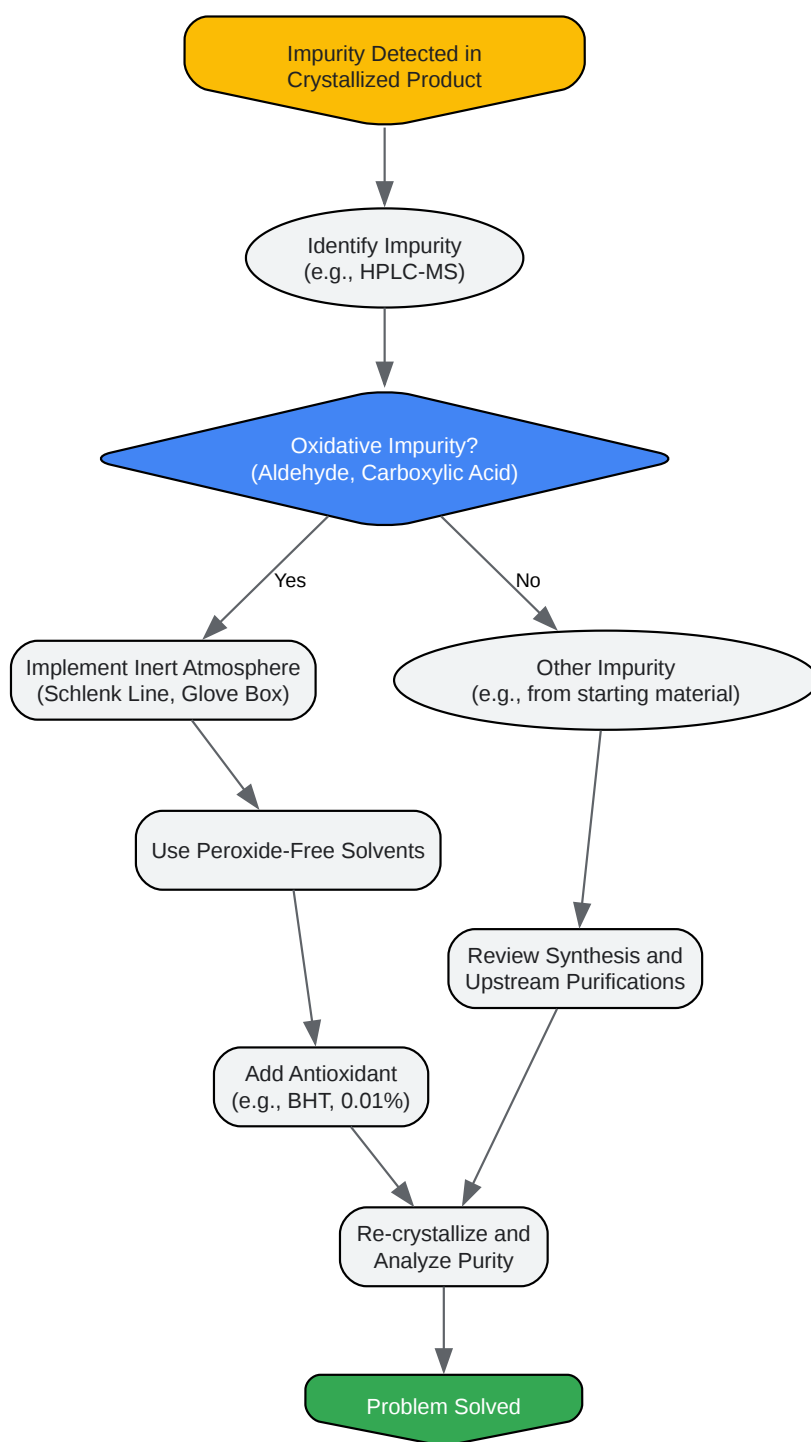 Impurity Detected in
Crystallized Product
Identify Impurity
(e.g., HPLC-MS)
Oxidative Impurity?
(Aldehyde, Carboxylic Acid)
Yes
No
Implement Inert Atmosphere
(Schlenk Line, Glove Box)
Other Impurity
(e.g., from starting material)
Use Peroxide-Free Solvents
Review Synthesis and
Upstream Purifications
Add Antioxidant
(e.g., BHT, 0.01%)
Re-crystallize and
Analyze Purity
Problem Solved